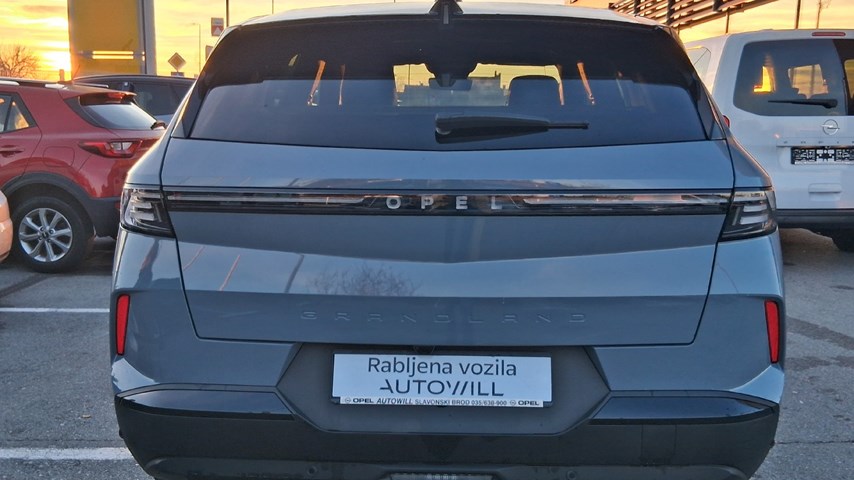 OPEL
GRANDLAND
Rabljena vozila
AUTOWILL
OPEL AUTOWILL SLAVONSKI BROD 035/638-900 OPEL